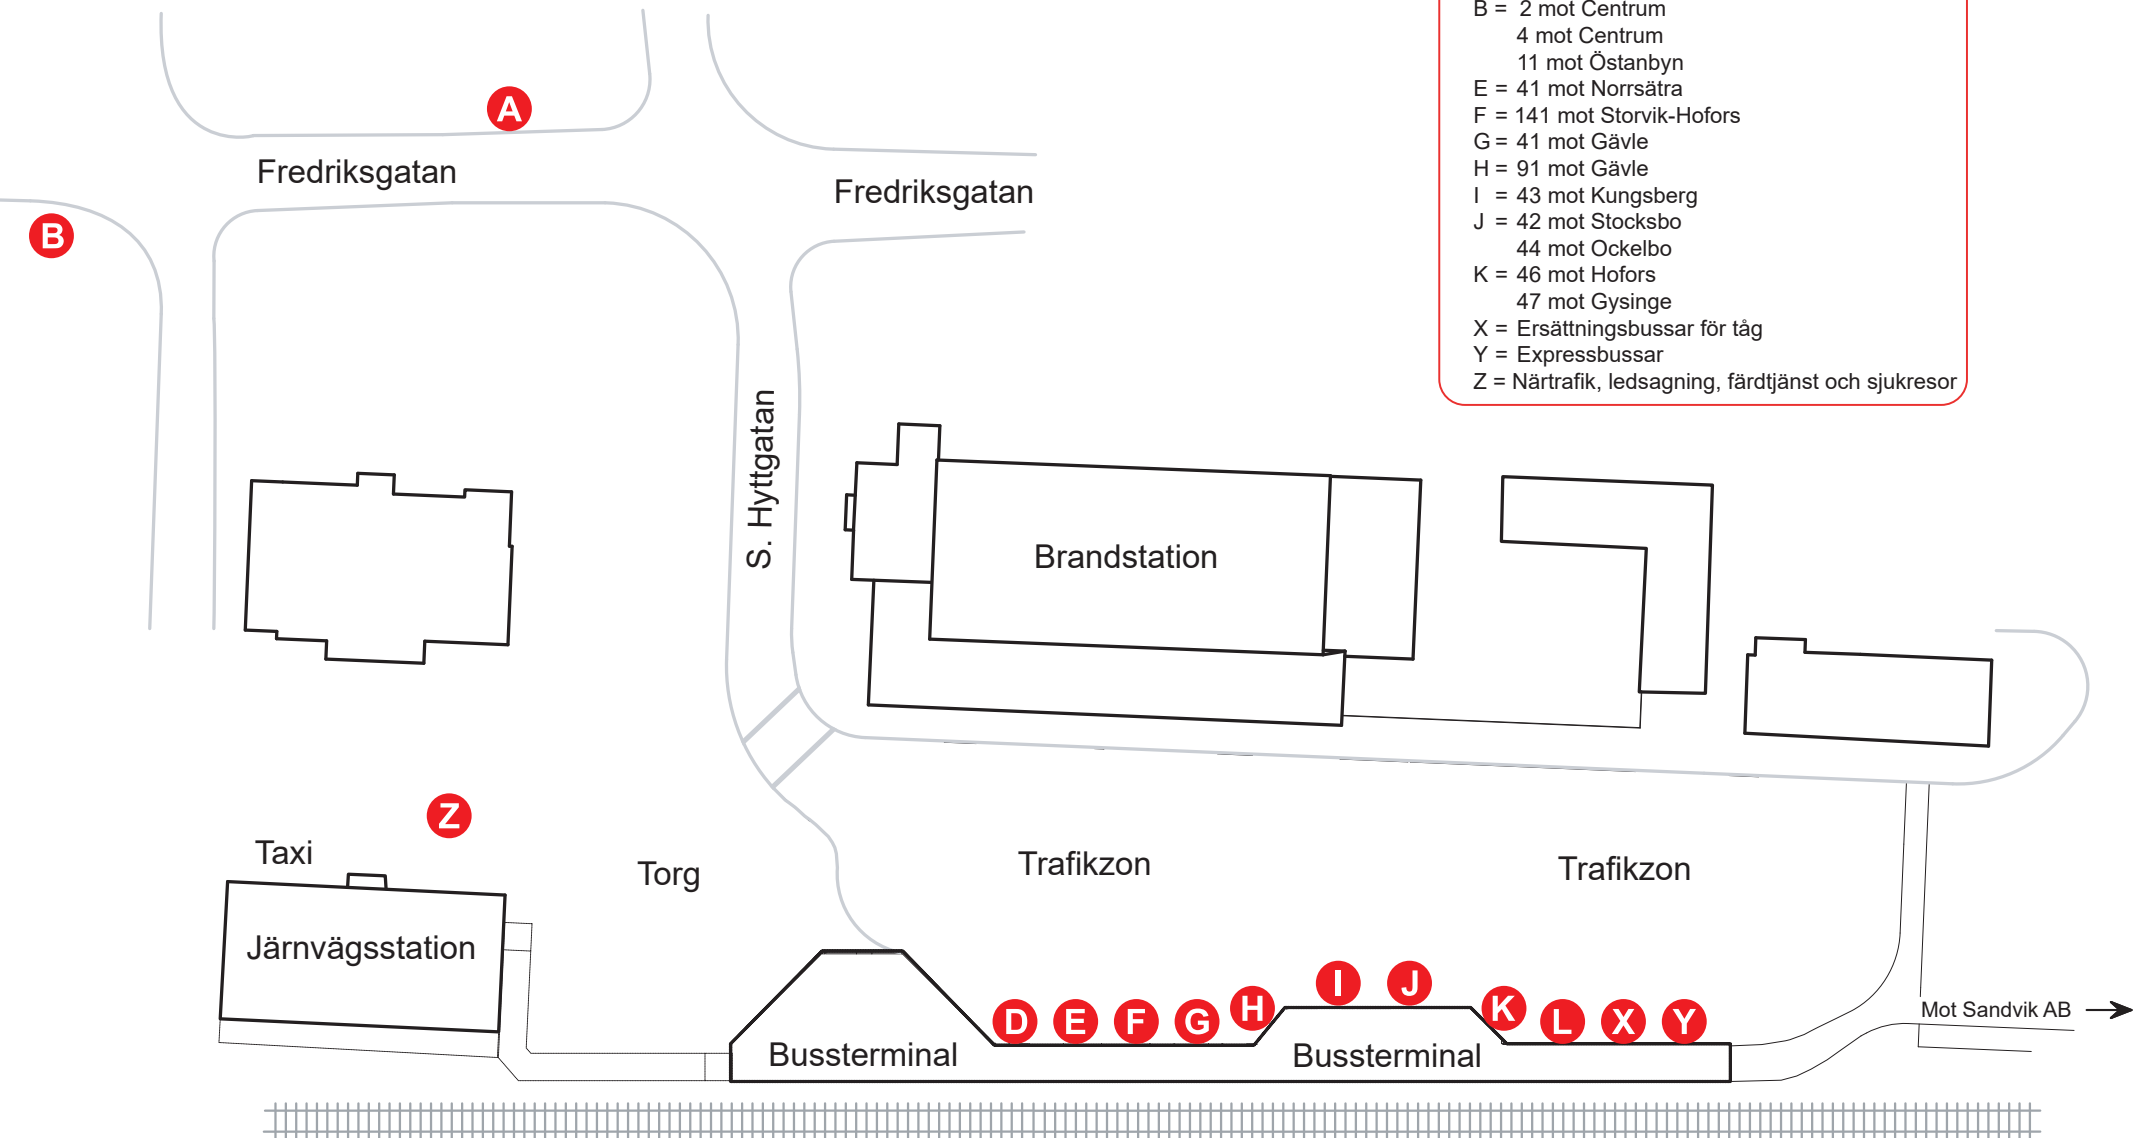 B = 2 mot Centrum
4 mot Centrum
11 mot Östanbyn
E = 41 mot Norrsätra
F = 141 mot Storvik-Hofors
G = 41 mot Gävle
H = 91 mot Gävle
I = 43 mot Kungsberg
J = 42 mot Stocksbo
44 mot Ockelbo
K = 46 mot Hofors
47 mot Gysinge
X = Ersättningsbussar för tåg
Y = Expressbussar
Z = Närtrafik, ledsagning, färdtjänst och sjukresor
A
Fredriksgatan
Fredriksgatan
B
S. Hyttgatan
Brandstation
Z
Taxi
Torg
Trafikzon
Trafikzon
Järnvägsstation
I
J
D
E
F
G
H
K
L
X
Y
Mot Sandvik AB
Bussterminal
Bussterminal